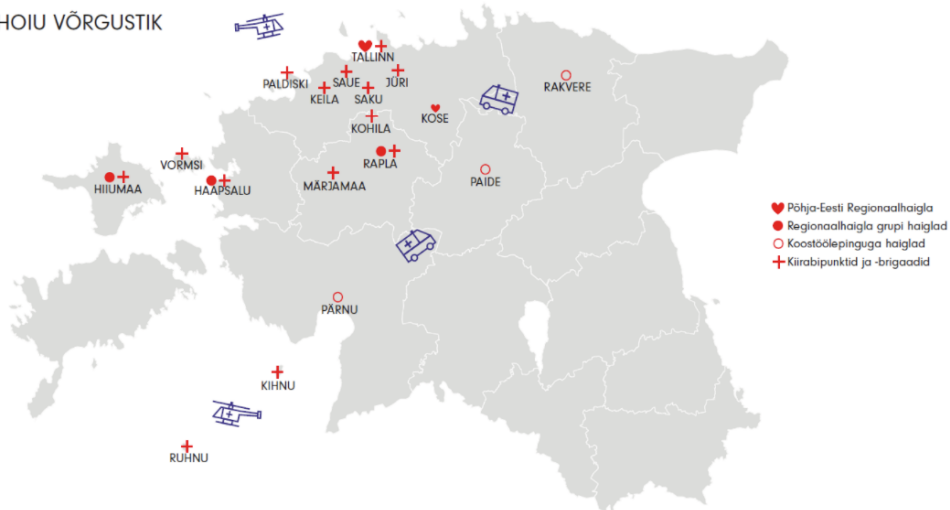 HOIU VÕRGUSTIK
TALLINN
PALDISKI
SAUE
JÜRI
KEILA
SAKU
RAKVERE
KOSE
KOHILA
VORMSI
RAPLA
HIIUMAA
HAAPSALU
MÄRJAMAA
PAIDE
Põhja-Eesti Regionaalhaigla
Regionaalhaigla grupi haiglad
Koostöölepinguga haiglad
Kiirabipunktid ja -brigaadid
PÄRNU
KIHNU
RUHNU